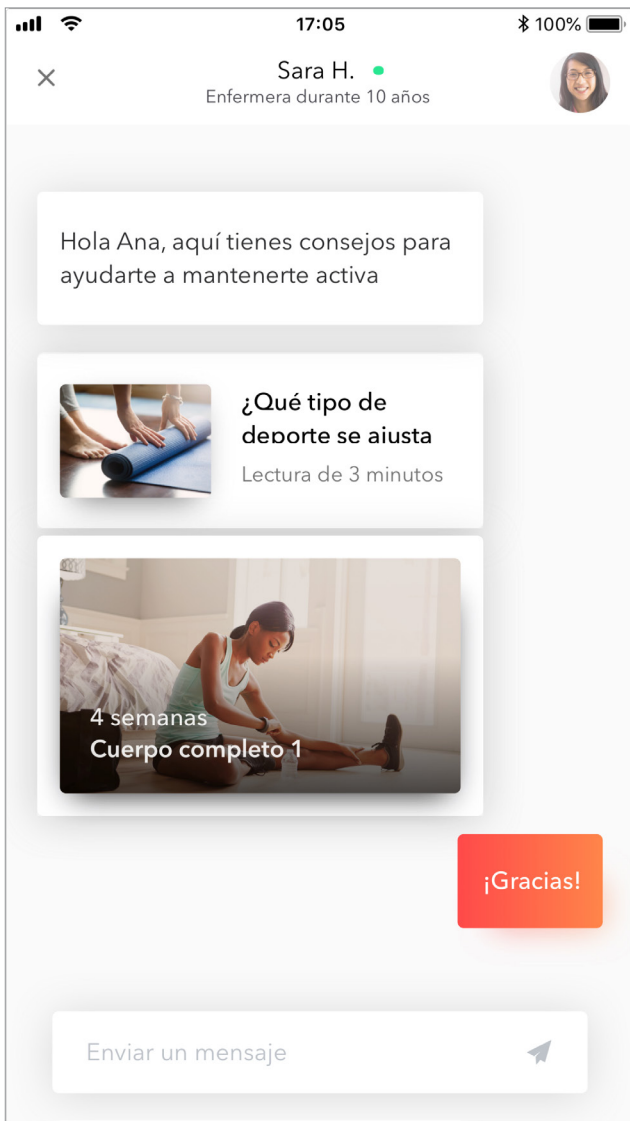 17:05
100%
Sara H.
Enfermera durante 10 años
Hola Ana, aquí tienes consejos para
ayudarte a mantenerte activa
¿Qué tipo de
deporte se ajusta
Lectura de 3 minutos
4 semanas
Cuerpo completo 1
¡Gracias!
Enviar un mensaje